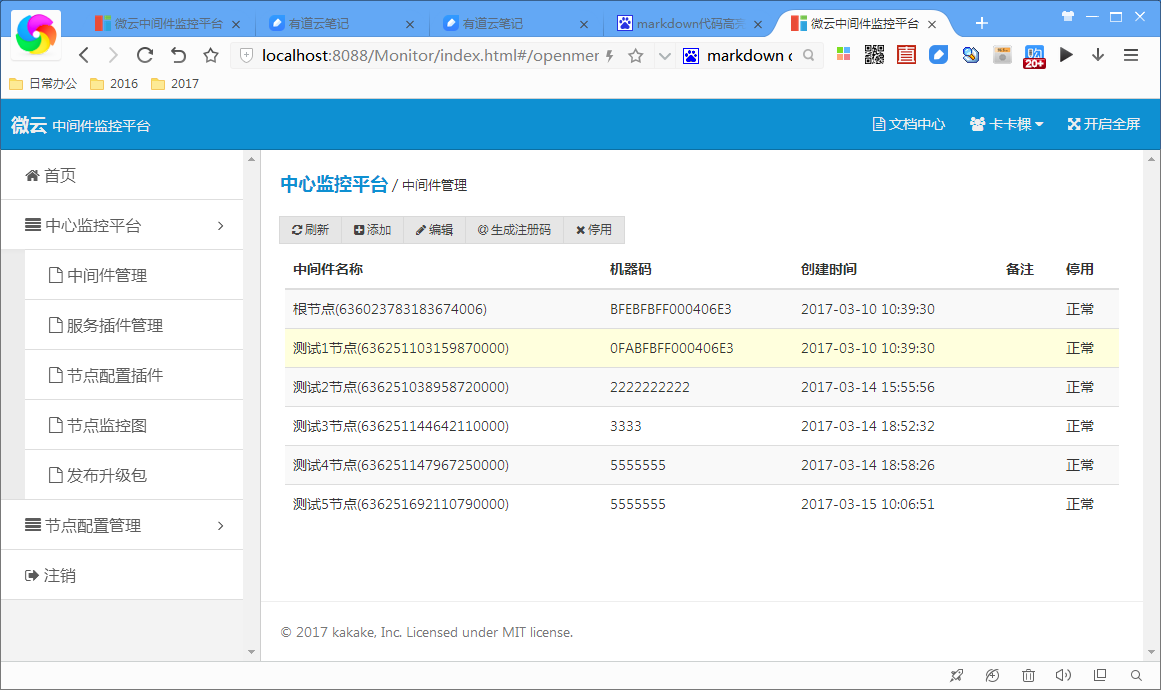 微云中间件监控平台
有道云笔记
有道云笔记
markdown代码高亮
微云中间件监控平台
localhost:8088/Monitor/index.html#/openmer
markdown c
20+
日常办公
2016
2017
微云 中间件监控平台
文档中心
卡卡棵
开启全屏
首页
中心监控平台
中间件管理
服务插件管理
节点配置插件
节点监控图
发布升级包
节点配置管理
注销
中心监控平台 / 中间件管理
刷新 添加 编辑 @ 生成注册码 停用
中间件名称 机器码 创建时间 备注 停用
根节点(636023783183674006) BFEBFBFF000406E3 2017-03-10 10:39:30 正常
测试1节点(636251103159870000) 0FABFBFF000406E3 2017-03-10 10:39:30 正常
测试2节点(636251038958720000) 2222222222 2017-03-14 15:55:56 正常
测试3节点(636251144642110000) 3333 2017-03-14 18:52:32 正常
测试4节点(636251147967250000) 5555555 2017-03-14 18:58:26 正常
测试5节点(636251692110790000) 5555555 2017-03-15 10:06:51 正常
© 2017 kakake, Inc. Licensed under MIT license.